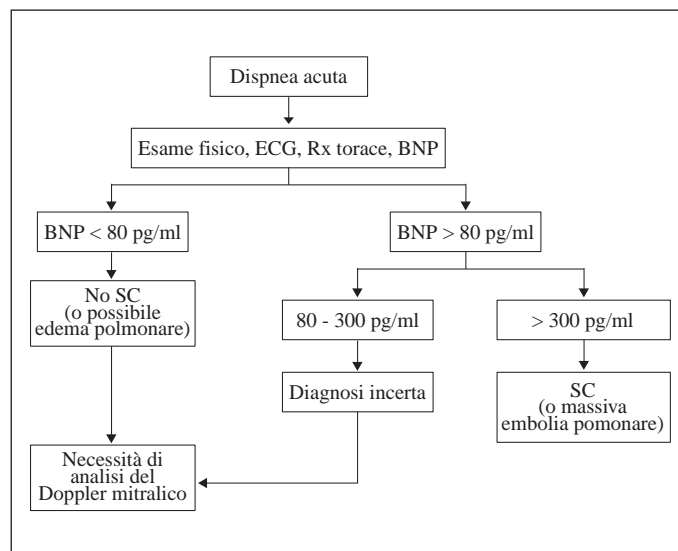 Dispnea acuta
Esame fisico, ECG, Rx torace, BNP
BNP < 80 pg/ml
BNP > 80 pg/ml
No SC
(o possibile
edema polmonare)
80 - 300 pg/ml
> 300 pg/ml
Diagnosi incerta
SC
(o massiva
embolia pomonare)
Necessità di
analisi del
Doppler mitralico